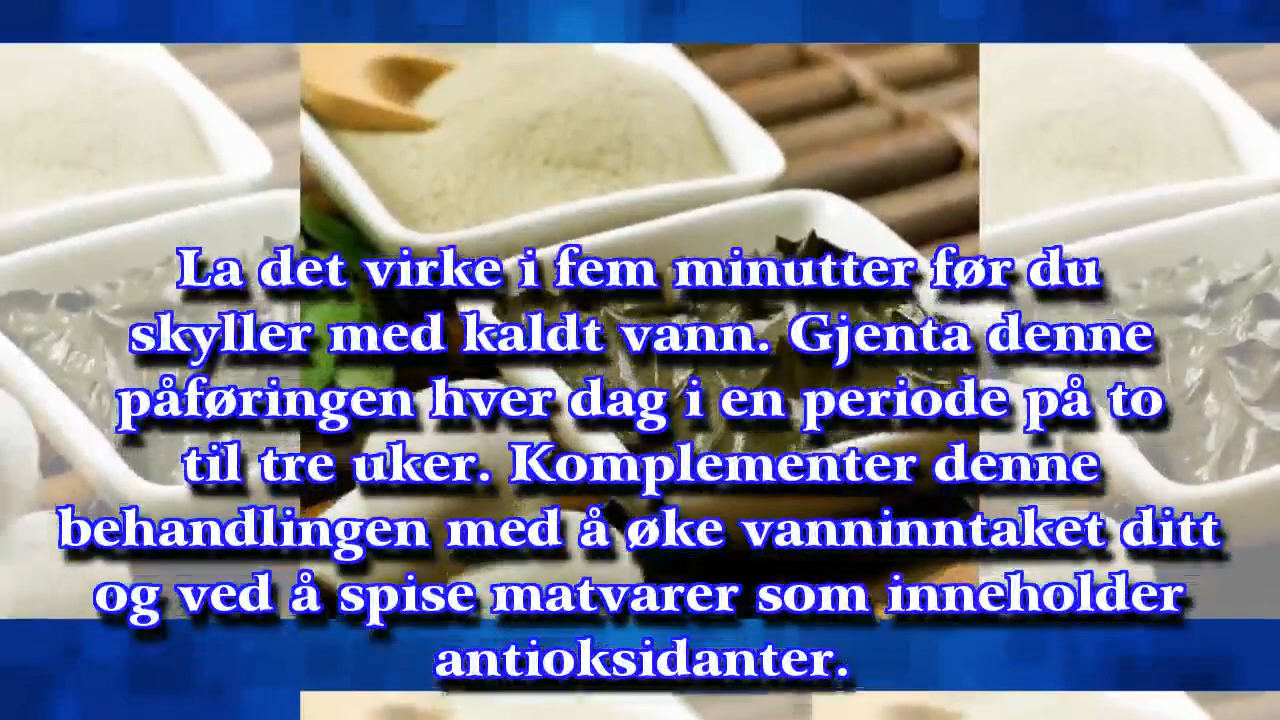 La det virke i fem minutter før du
skyller med kaldt vann. Gjenta denne
påføringen hver dag i en periode på to
til tre uker. Komplementer denne
behandlingen med å øke vanninntaket ditt
og ved å spise matvarer som inneholder
antioksidanter.